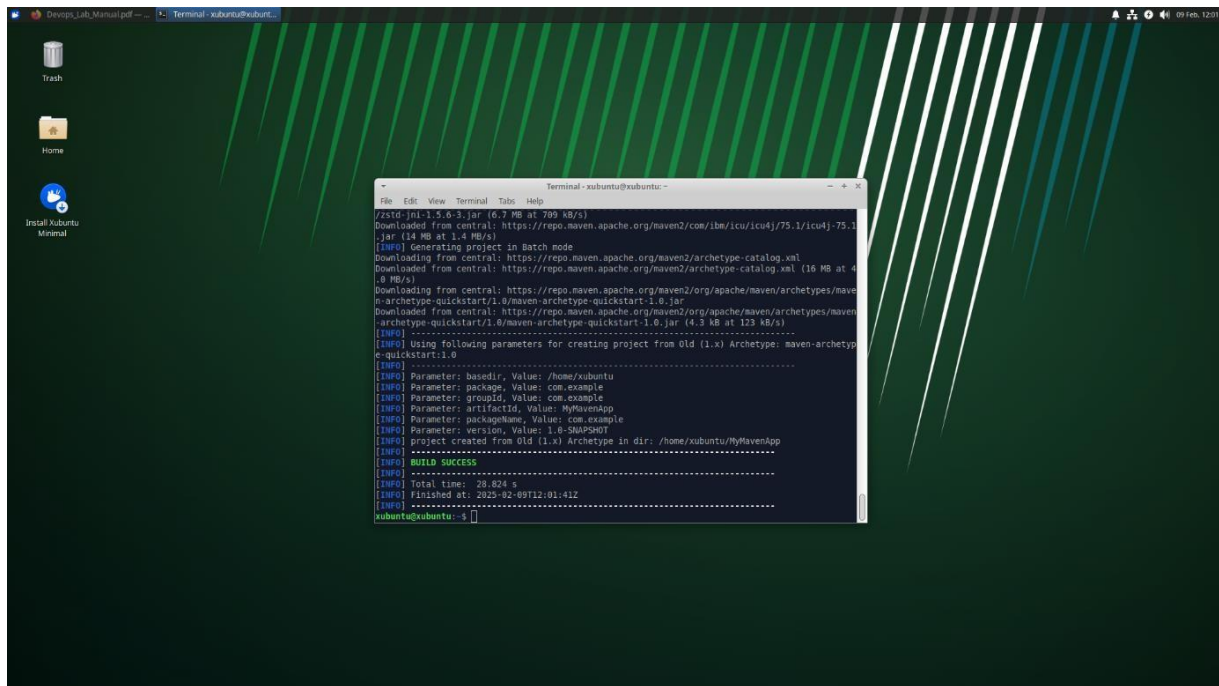 Devops_Lab_Manual.pdf — ...
Terminal - xubuntu@xubunt...
09 Feb, 12:01
Trash
Home
Install Xubuntu
Minimal
Terminal - xubuntu@xubuntu: ~
File Edit View Terminal Tabs Help
/zstd-jni-1.5.6-3.jar (6.7 MB at 709 kB/s)
Downloaded from central: https://repo.maven.apache.org/maven2/com/ibm/icu/icu4j/75.1/icu4j-75.1
.jar (14 MB at 1.4 MB/s)
[INFO] Generating project in Batch mode
Downloading from central: https://repo.maven.apache.org/maven2/archetype-catalog.xml
Downloaded from central: https://repo.maven.apache.org/maven2/archetype-catalog.xml (16 MB at 4
.0 MB/s)
Downloading from central: https://repo.maven.apache.org/maven2/org/apache/maven/archetypes/mave
n-archetype-quickstart/1.0/maven-archetype-quickstart-1.0.jar
Downloaded from central: https://repo.maven.apache.org/maven2/org/apache/maven/archetypes/maven
-archetype-quickstart/1.0/maven-archetype-quickstart-1.0.jar (4.3 kB at 123 kB/s)
[INFO] ----------------------------------------------------------------------------
[INFO] Using following parameters for creating project from Old (1.x) Archetype: maven-archetyp
e-quickstart:1.0
[INFO] ----------------------------------------------------------------------------
[INFO] Parameter: basedir, Value: /home/xubuntu
[INFO] Parameter: package, Value: com.example
[INFO] Parameter: groupId, Value: com.example
[INFO] Parameter: artifactId, Value: MyMavenApp
[INFO] Parameter: packageName, Value: com.example
[INFO] Parameter: version, Value: 1.0-SNAPSHOT
[INFO] project created from Old (1.x) Archetype in dir: /home/xubuntu/MyMavenApp
[INFO] ------------------------------------------------------------------------
[INFO] BUILD SUCCESS
[INFO] ------------------------------------------------------------------------
[INFO] Total time:  28.824 s
[INFO] Finished at: 2025-02-09T12:01:41Z
[INFO] ------------------------------------------------------------------------
xubuntu@xubuntu:~$